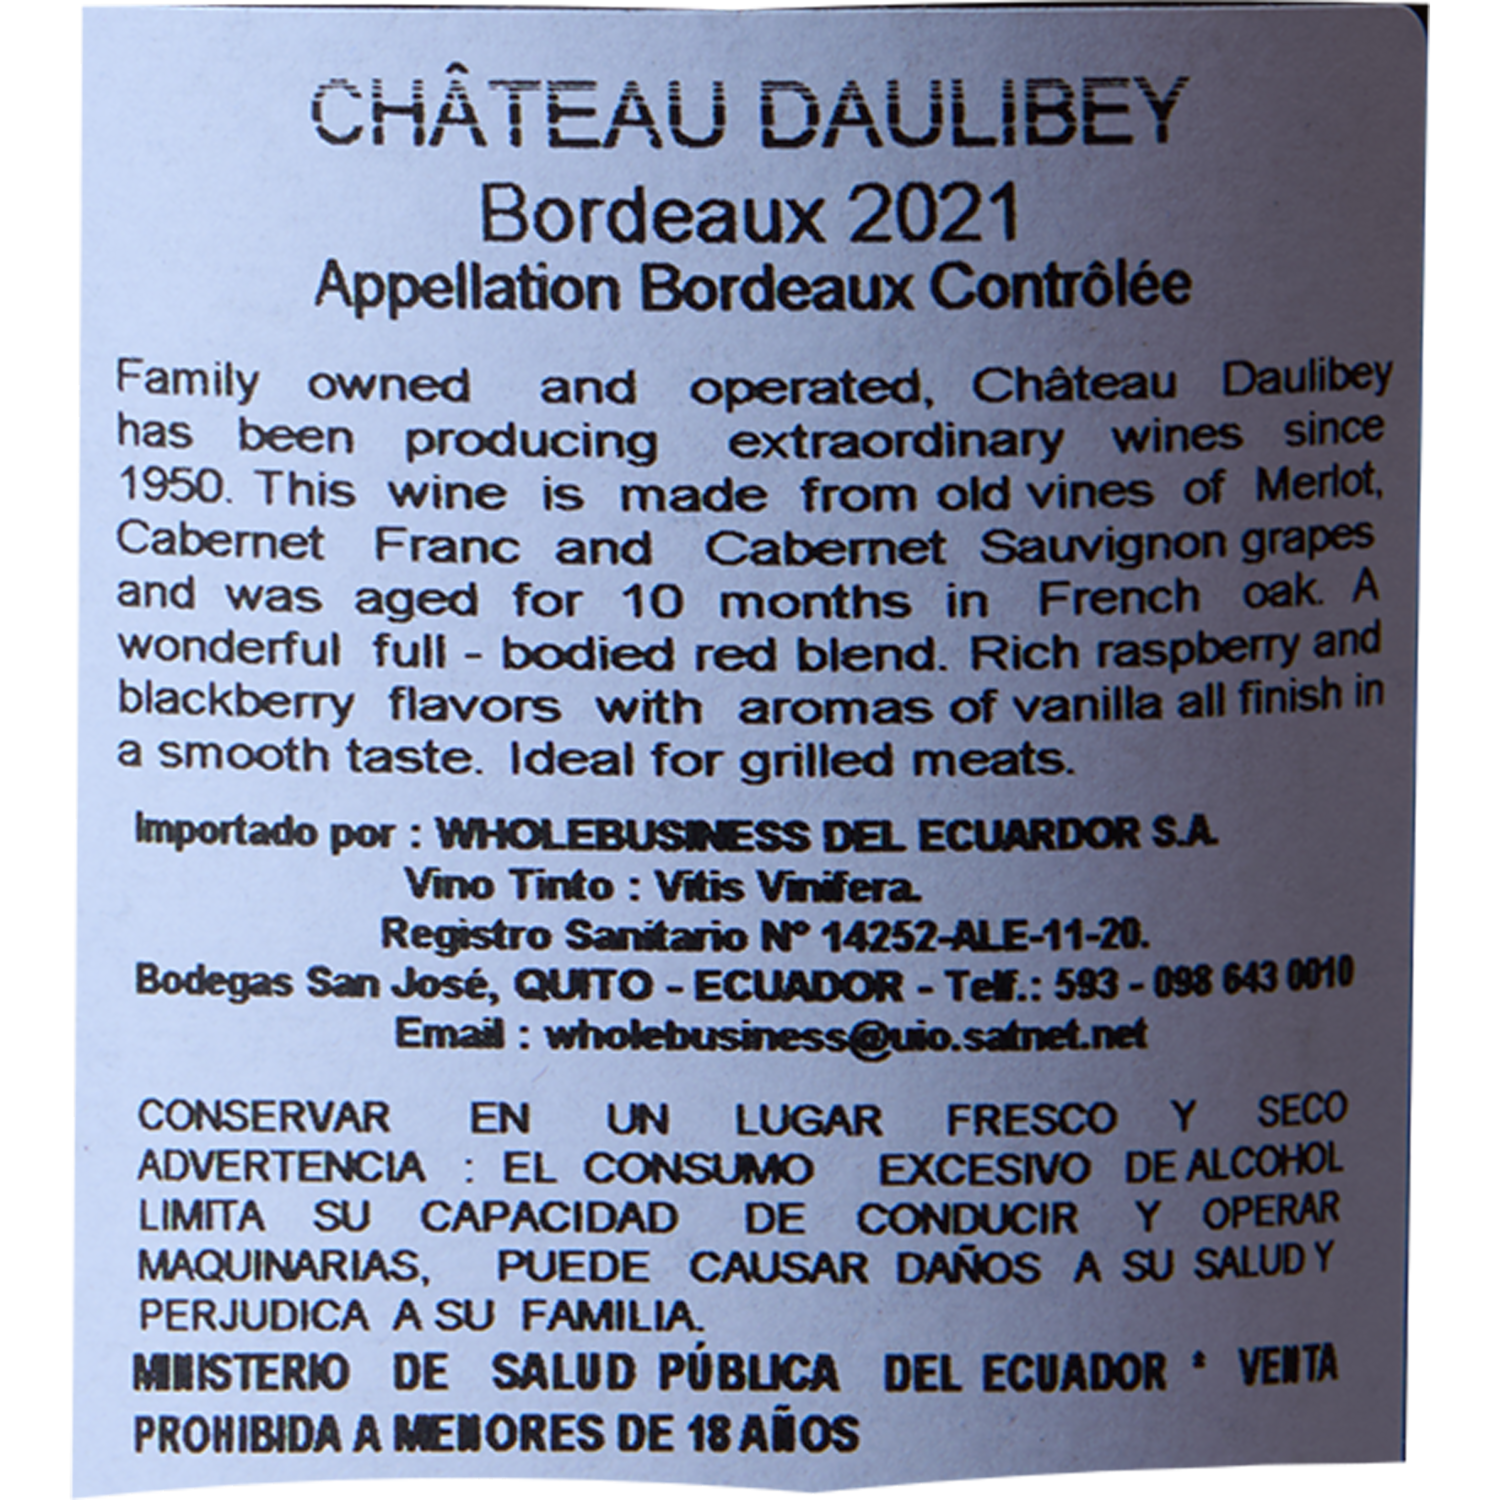 CHÂTEAU DAULIBEY
Bordeaux 2021
Appellation Bordeaux Contrôlée
Family owned and operated, Château Daulibey
has been producing extraordinary wines since
1950. This wine is made from old vines of Merlot,
Cabernet Franc and Cabernet Sauvignon grapes
and was aged for 10 months in French oak. A
wonderful full - bodied red blend. Rich raspberry and
blackberry flavors with aromas of vanilla all finish in
a smooth taste. Ideal for grilled meats.
Importado por : WHOLEBUSINESS DEL ECUARDOR S.A.
Vino Tinto : Vitis Vinifera.
Registro Sanitario N° 14252-ALE-11-20.
Bodegas San José, QUITO - ECUADOR - Telf.: 593 - 098 643 0010
Email : wholebusiness@uio.satnet.net
CONSERVAR EN UN LUGAR FRESCO Y SECO
ADVERTENCIA : EL CONSUMO EXCESIVO DE ALCOHOL
LIMITA SU CAPACIDAD DE CONDUCIR Y OPERAR
MAQUINARIAS, PUEDE CAUSAR DAÑOS A SU SALUD Y
PERJUDICA A SU FAMILIA.
MINISTERIO DE SALUD PÚBLICA DEL ECUADOR * VENTA
PROHIBIDA A MENORES DE 18 AÑOS